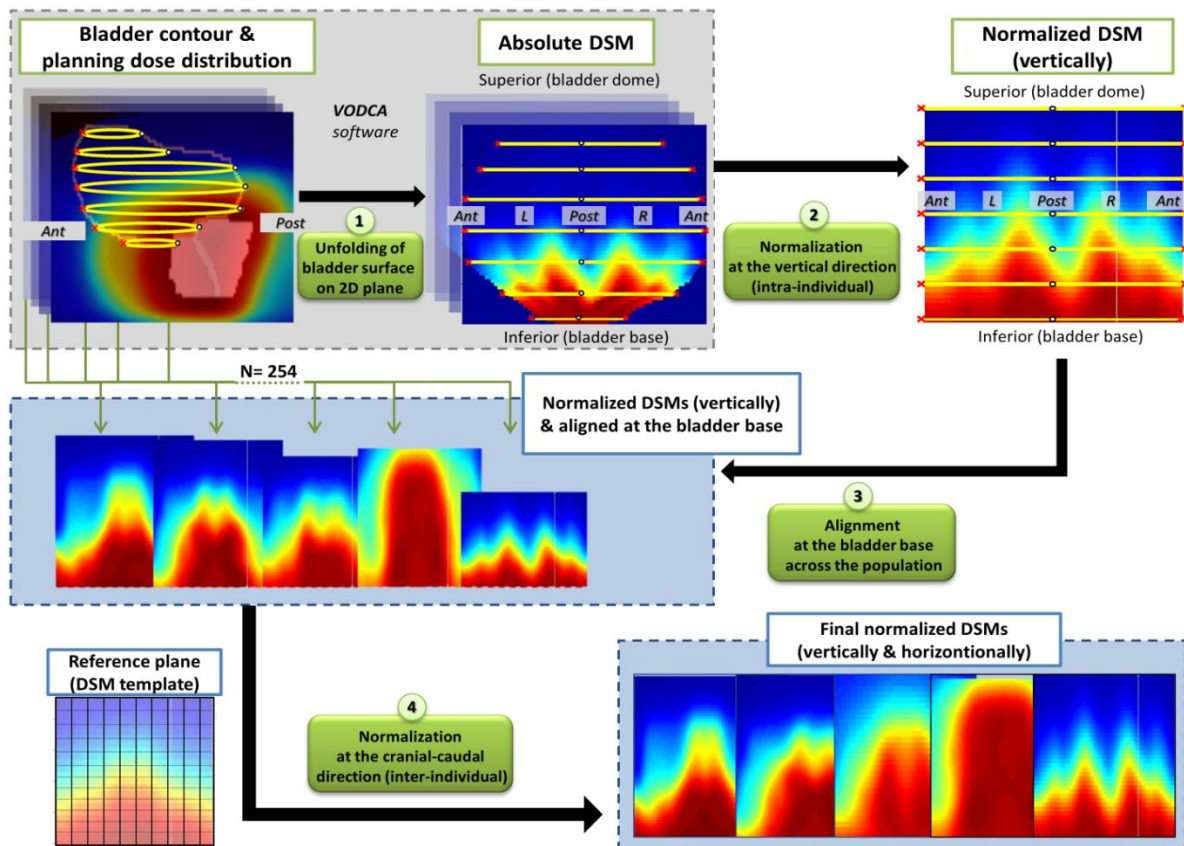 Bladder contour &
planning dose distribution
Ant
Post
VODCA
software
1
Unfolding of
bladder surface
on 2D plane
Absolute DSM
Superior (bladder dome)
Ant L Post R Ant
Inferior (bladder base)
2
Normalization
at the vertical direction
(intra-individual)
Normalized DSM
(vertically)
Superior (bladder dome)
Ant L Post R Ant
Inferior (bladder base)
N= 254
Normalized DSMs (vertically)
& aligned at the bladder base
3
Alignment
at the bladder base
across the population
Reference plane
(DSM template)
4
Normalization
at the cranial-caudal
direction (inter-individual)
Final normalized DSMs
(vertically & horizontionally)